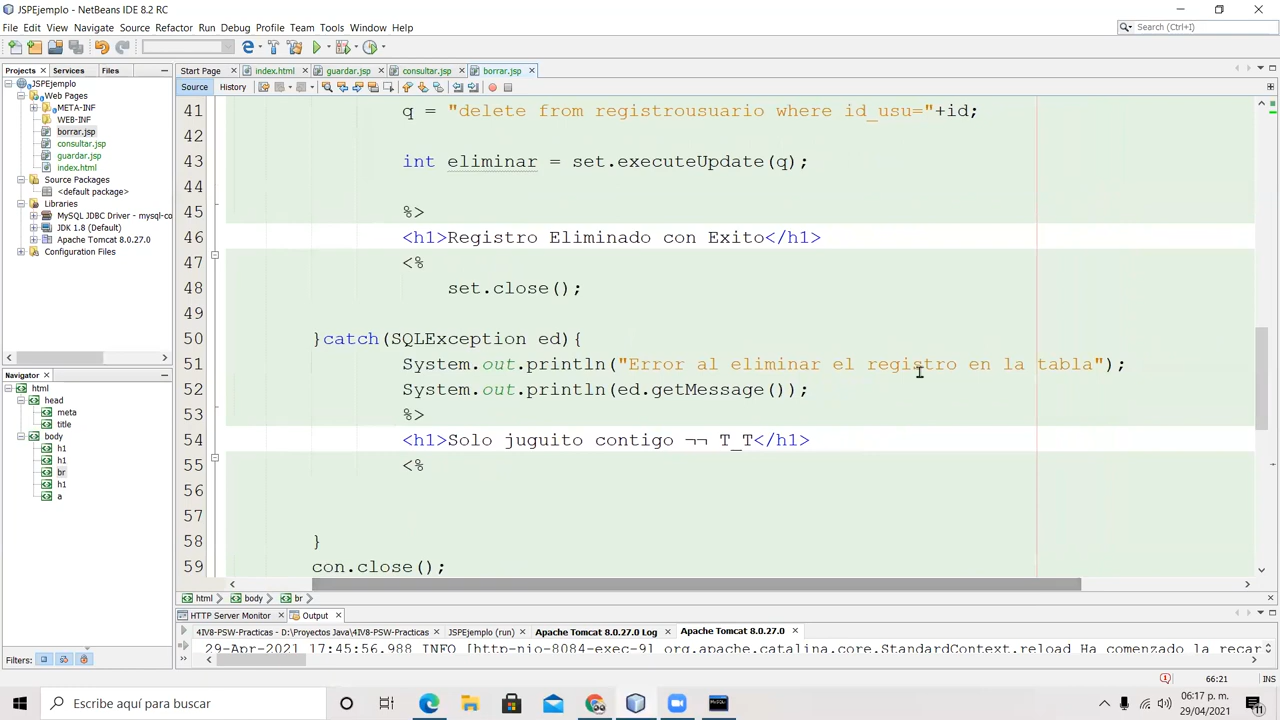 JSPEjemplo - NetBeans IDE 8.2 RC
File Edit View Navigate Source Refactor Run Debug Profile Team Tools Window Help
Search (Ctrl+I)
Projects Services Files
Start Page index.html guardar.jsp consultar.jsp borrar.jsp
Source History
JSPEjemplo
Web Pages
META-INF
WEB-INF
borrar.jsp
consultar.jsp
guardar.jsp
index.html
Source Packages
<default package>
Libraries
MySQL JDBC Driver - mysql-co
JDK 1.8 (Default)
Apache Tomcat 8.0.27.0
Configuration Files
Navigator
html
head
meta
title
body
h1
h1
br
h1
a
Filters:
41 q = "delete from registrousuario where id_usu="+id;
42
43 int eliminar = set.executeUpdate(q);
44
45 %>
46 <h1>Registro Eliminado con Exito</h1>
47 <%
48 set.close();
49
50 }catch(SQLException ed){
51 System.out.println("Error al eliminar el registro en la tabla");
52 System.out.println(ed.getMessage());
53 %>
54 <h1>Solo juguito contigo ¬¬ T_T</h1>
55 <%
56
57
58 }
59 con.close();
html body br
HTTP Server Monitor Output
4IV8-PSW-Practicas - D:\Proyectos Java\4IV8-PSW-Practicas JSPEjemplo (run) Apache Tomcat 8.0.27.0 Log Apache Tomcat 8.0.27.0
29-Apr-2021 17:45:56.988 INFO [http-nio-8084-exec-9] org.apache.catalina.core.StandardContext.reload Ha comenzado la recar
66:21 INS
Escribe aquí para buscar
06:17 p. m.
29/04/2021
11